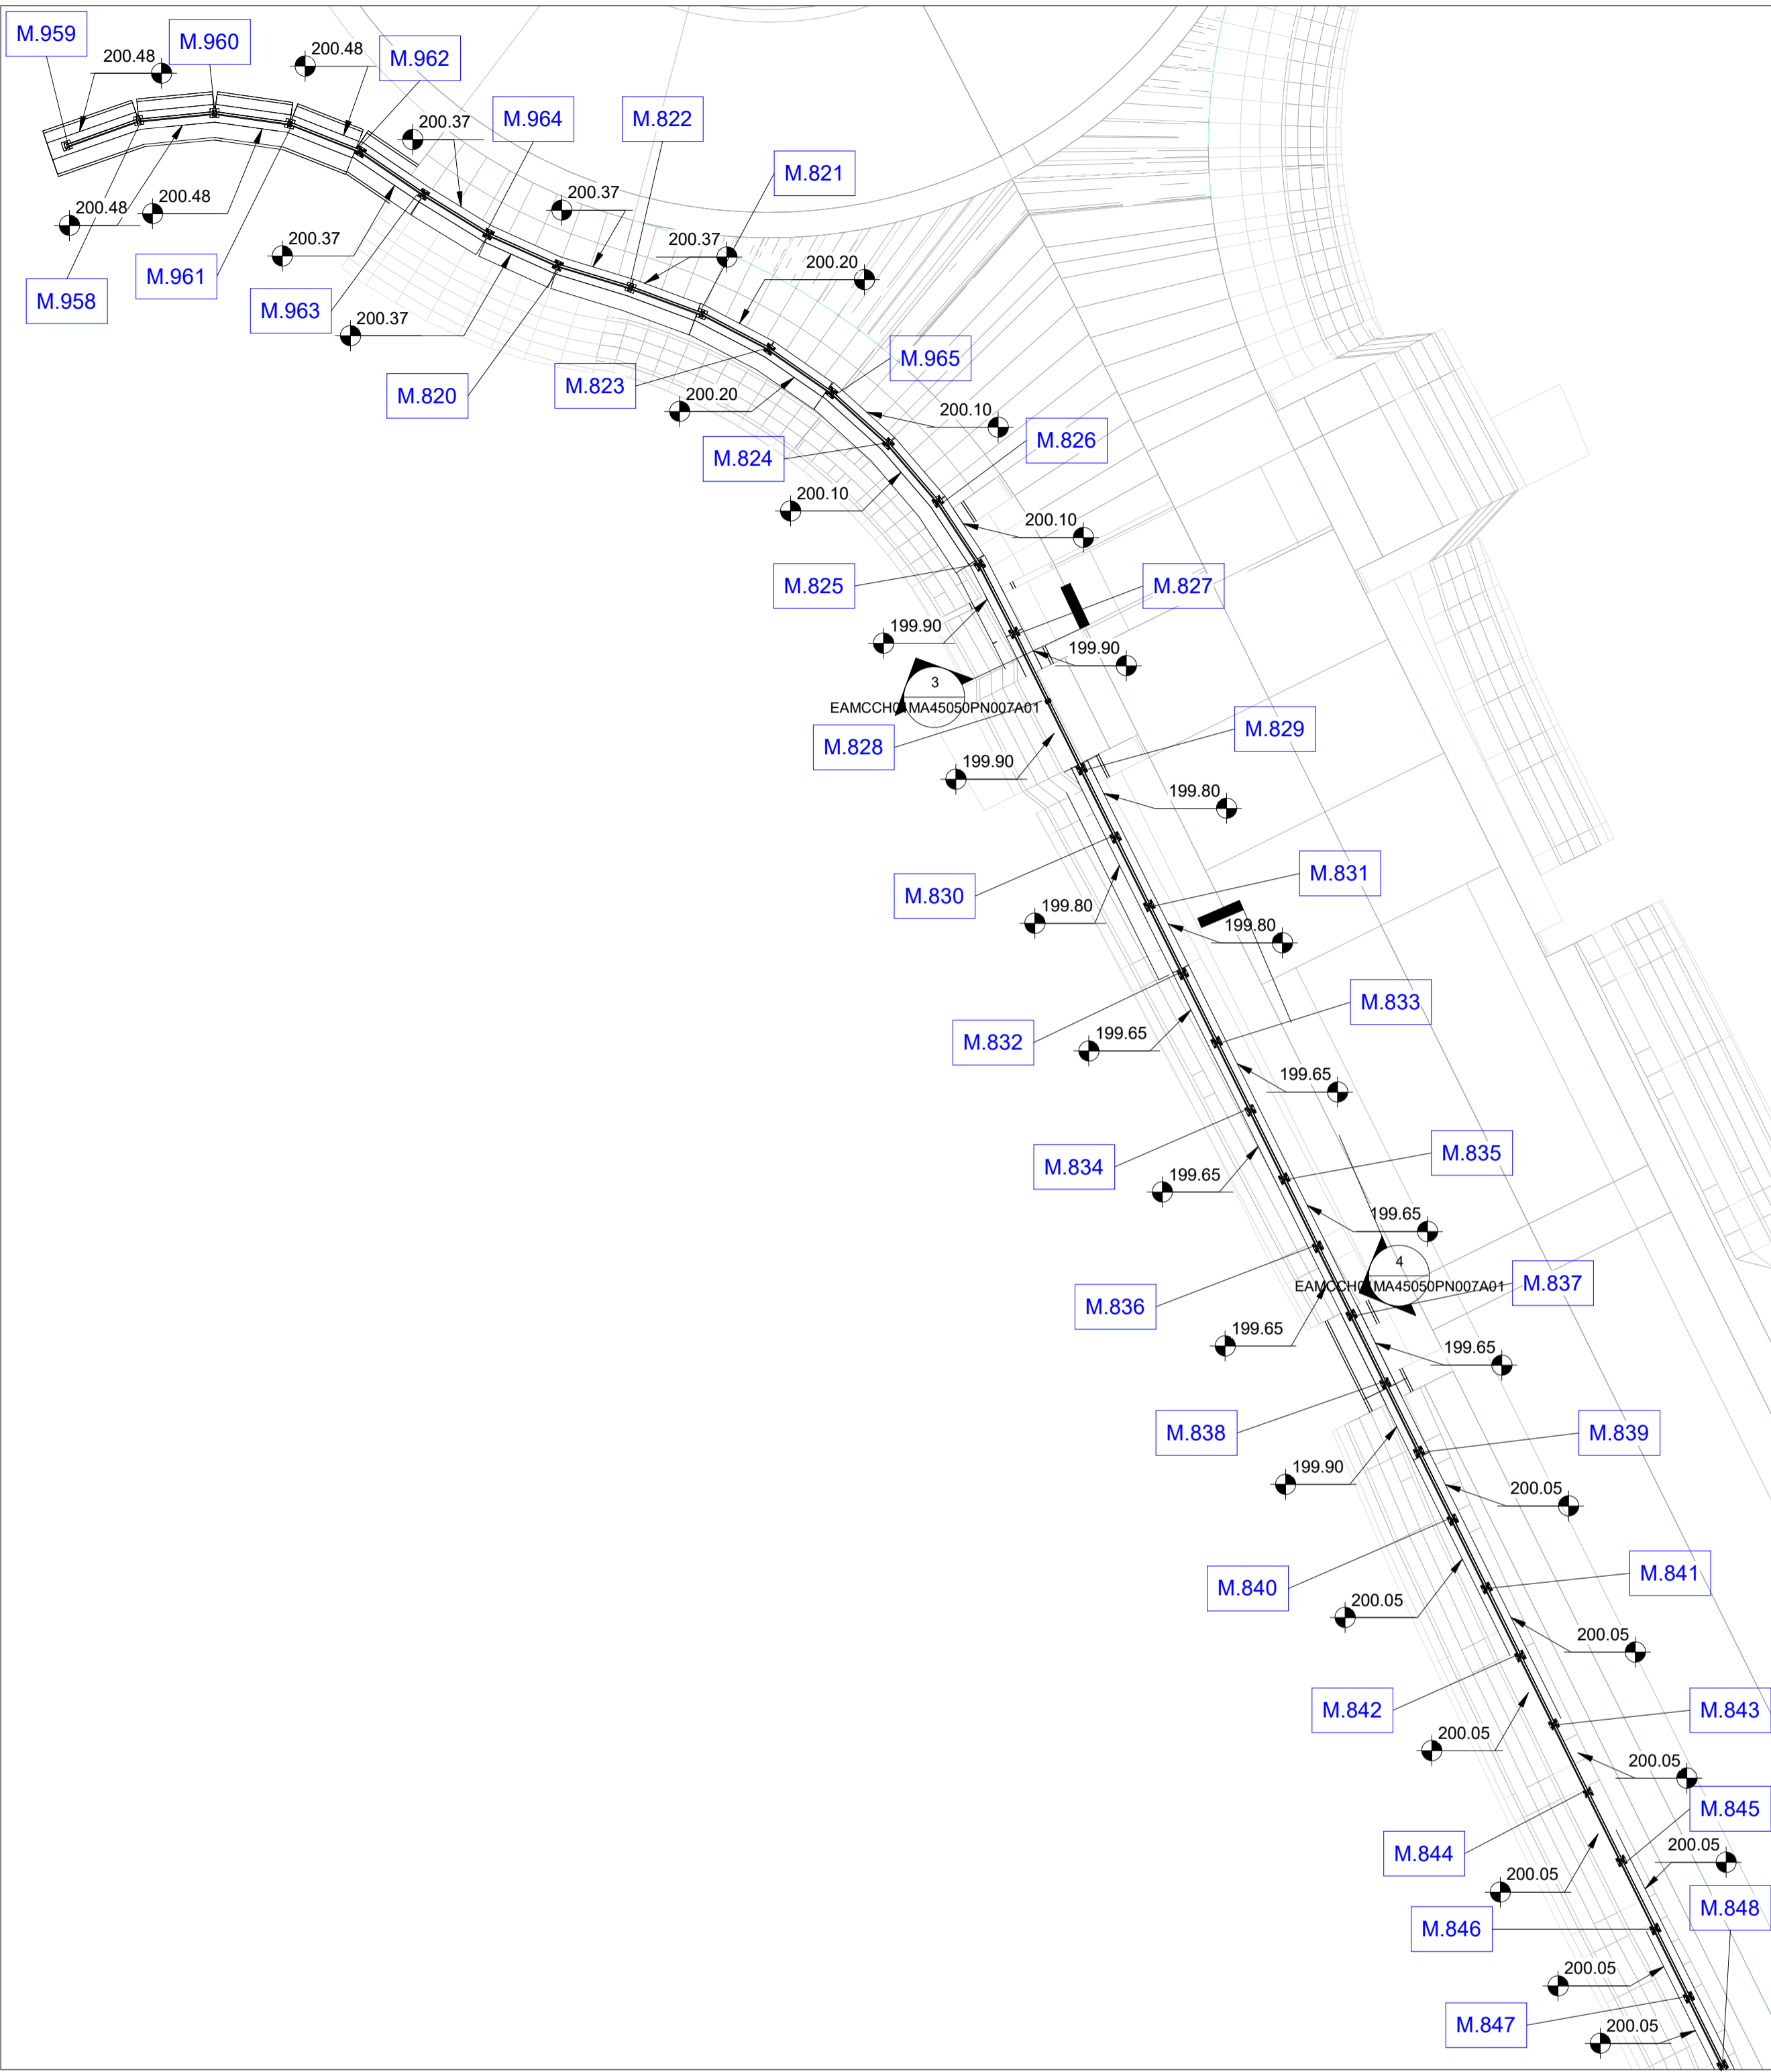 M.959
M.960
M.962
200.48
200.48
M.964
M.822
200.37
M.821
200.48
200.48
200.37
200.37
200.37
200.20
M.958
M.961
M.963
200.37
M.820
M.823
M.965
200.20
200.10
M.824
M.826
200.10
200.10
M.825
M.827
199.90
199.90
3
EAMCCH01MA45050PN007A01
M.828
M.829
199.90
199.80
M.830
M.831
199.80
199.80
M.832
M.833
199.65
199.65
M.834
M.835
199.65
199.65
4
EAMCCH01MA45050PN007A01
M.836
M.837
199.65
199.65
M.838
M.839
199.90
200.05
M.840
M.841
200.05
200.05
M.842
M.843
200.05
200.05
M.844
M.845
200.05
200.05
M.846
M.848
200.05
M.847
200.05